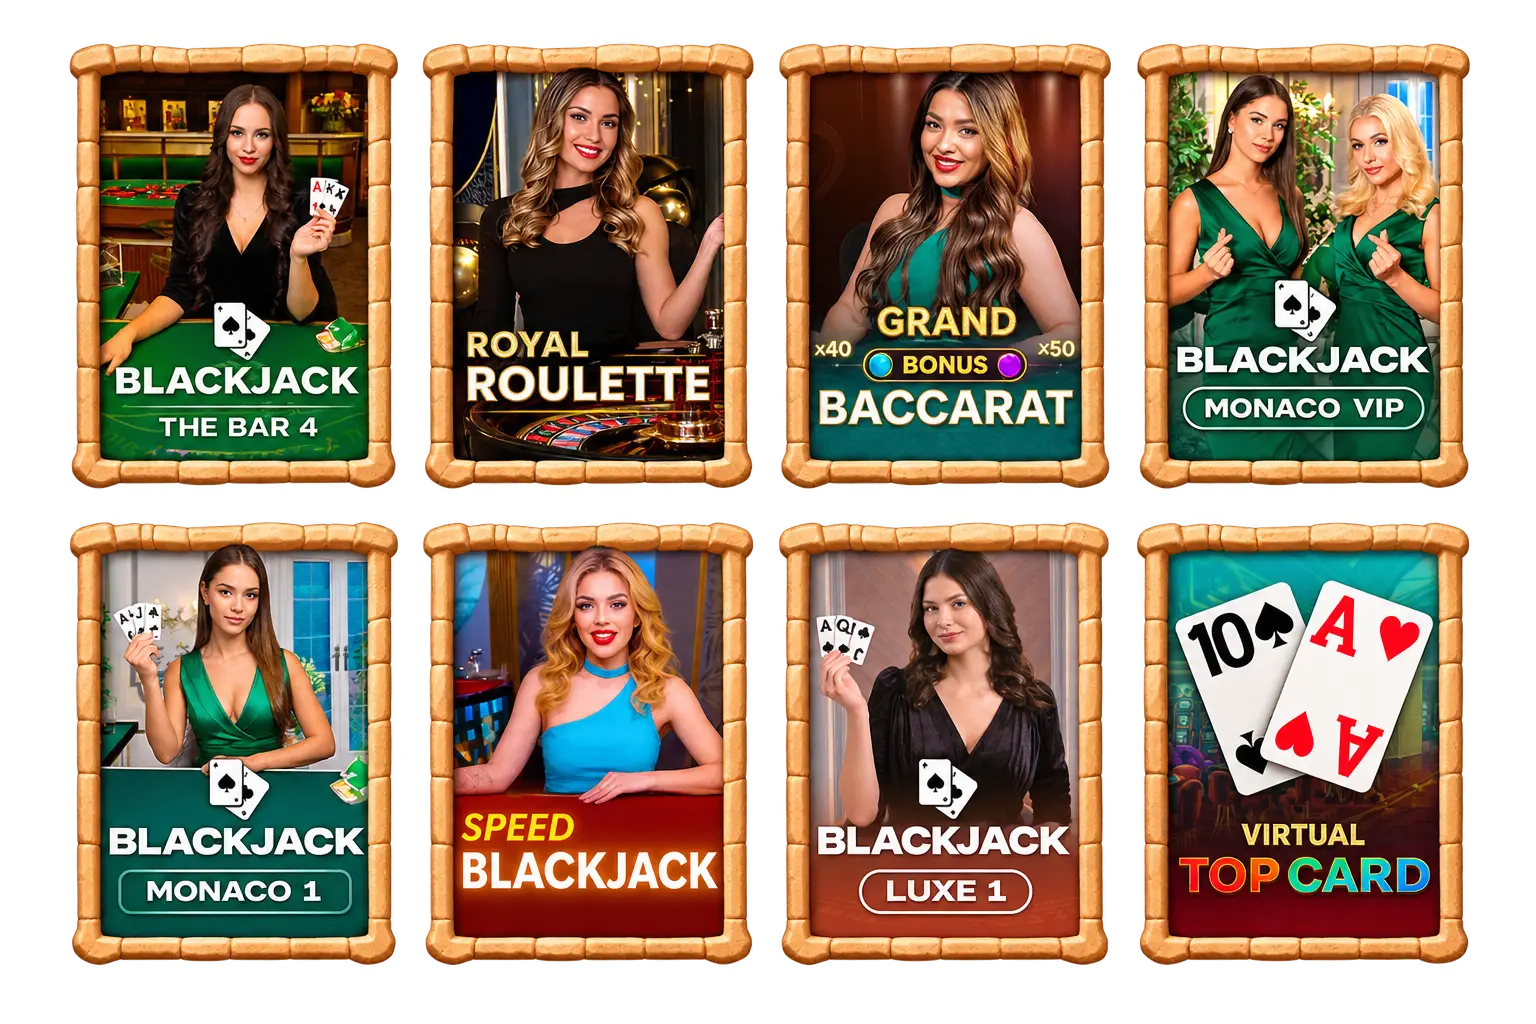 A K K
BLACKJACK
THE BAR 4
ROYAL
ROULETTE
GRAND
x40 BONUS x50
BACCARAT
BLACKJACK
MONACO VIP
A J A
BLACKJACK
MONACO 1
SPEED
BLACKJACK
A Q J
BLACKJACK
LUXE 1
10 A
A
VIRTUAL
TOP CARD